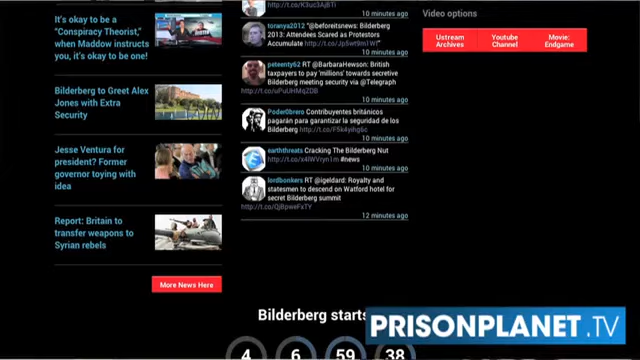 It's okay to be a
"Conspiracy Theorist",
when Maddow instructs
you, it's okay to be one!
Bilderberg to Greet Alex
Jones with Extra
Security
Jesse Ventura for
president? Former
governor toying with
idea
Report: Britain to
transfer weapons to
Syrian rebels
More News Here
10 minutes ago
toranya2012 "@beforeitsnews: Bilderberg
2013: Attendees Scared as Protestors
Accumulate
10 minutes ago
peteenty62 RT @BarbaraHewson: British
taxpayers to pay 'millions' towards secretive
Bilderberg meeting security via @Telegraph
10 minutes ago
Poder0brero Contribuyentes británicos
pagarán para garantizar la seguridad de los
Bilderberg
10 minutes ago
earththreats Cracking The Bilderberg Nut
#news
10 minutes ago
lordbonkers RT @igeldard: Royalty and
statesmen to descend on Watford hotel for
secret Bilderberg summit
12 minutes ago
Video options
Ustream
Archives
Youtube
Channel
Movie:
Endgame
Bilderberg starts
4 6 59 38
PRISONPLANET.TV